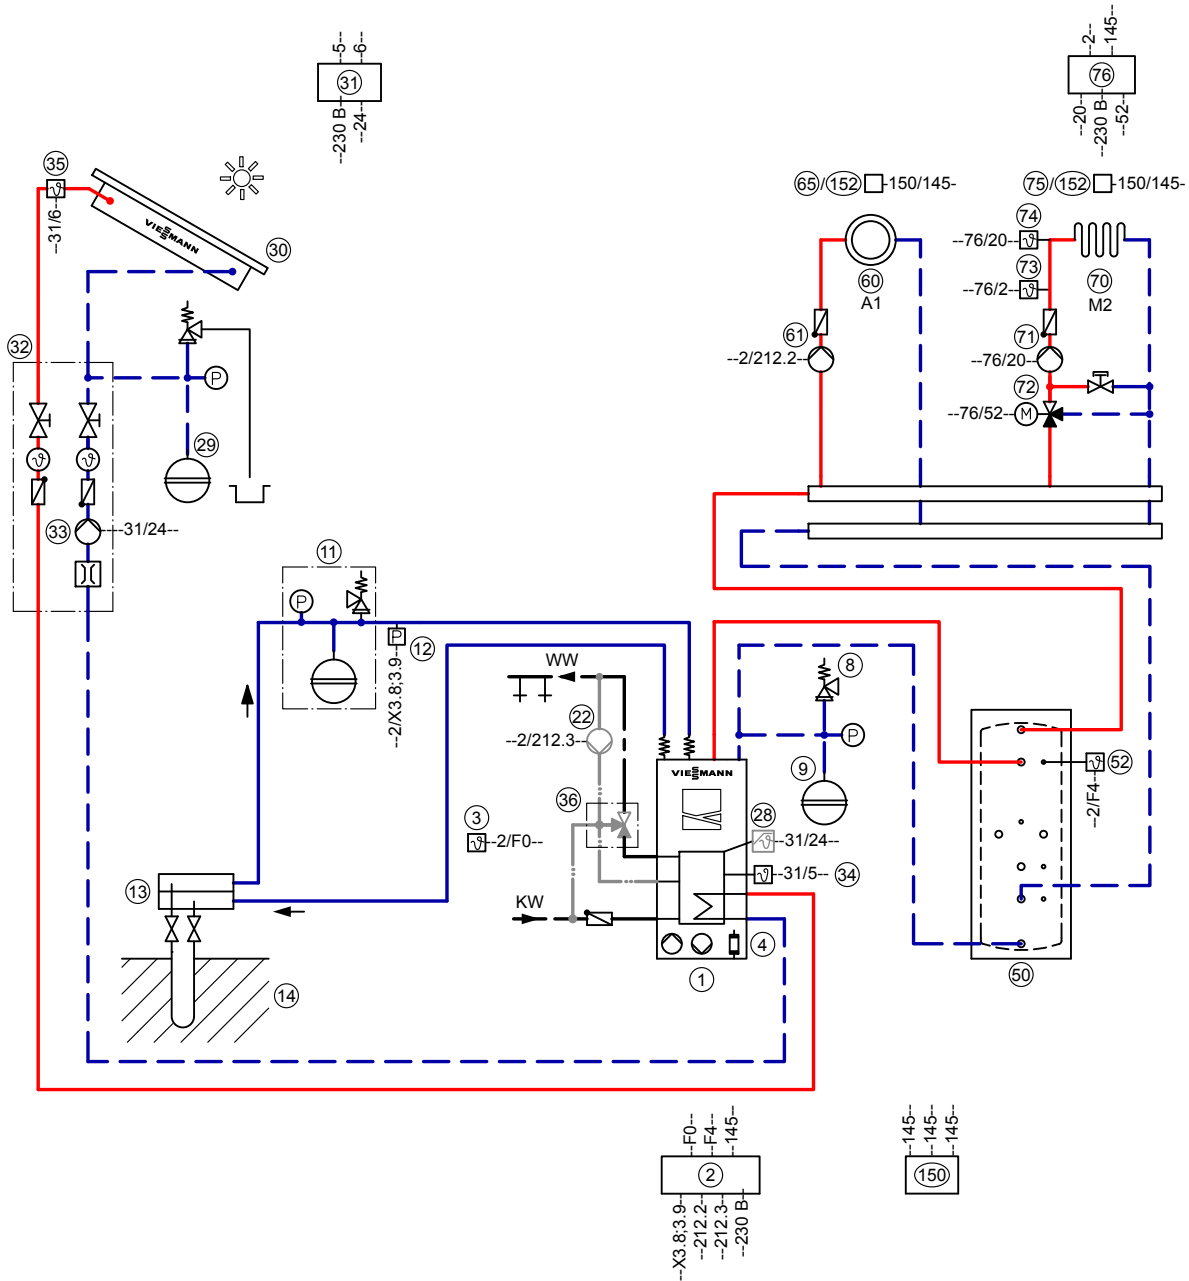 --5--
--6--
31
--230 B--
--24--
--2--
--145--
76
--20--
--230 B--
--52--
35
--31/6--
VIESSMANN
30
65/152 -150/145-
75/152 -150/145-
74
--76/20--
60
A1
73
--76/2--
70
M2
32
P
61
--2/212.2--
71
--76/20--
72
--76/52--
M
29
33
---31/24--
11
P
P
12
--2/X3.8;3.9
WW
8
22
--2/212.3--
P
VIESSMANN
9
52
--2/F4--
36
3
--2/F0--
28
-31/24--
-31/5--
34
13
KW
4
1
50
14
--F0--
--F4--
--145--
2
--X3.8;3.9
--212.2--
--212.3--
--230 B--
--145--
--145--
--145--
150